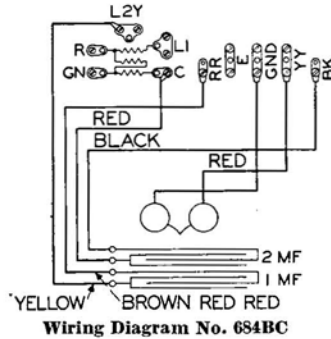 L2Y
R
L1
GN
C
RR
E
GND
YY
BK
RED
BLACK
RED
2 MF
1 MF
YELLOW
BROWN RED RED
Wiring Diagram No. 684BC